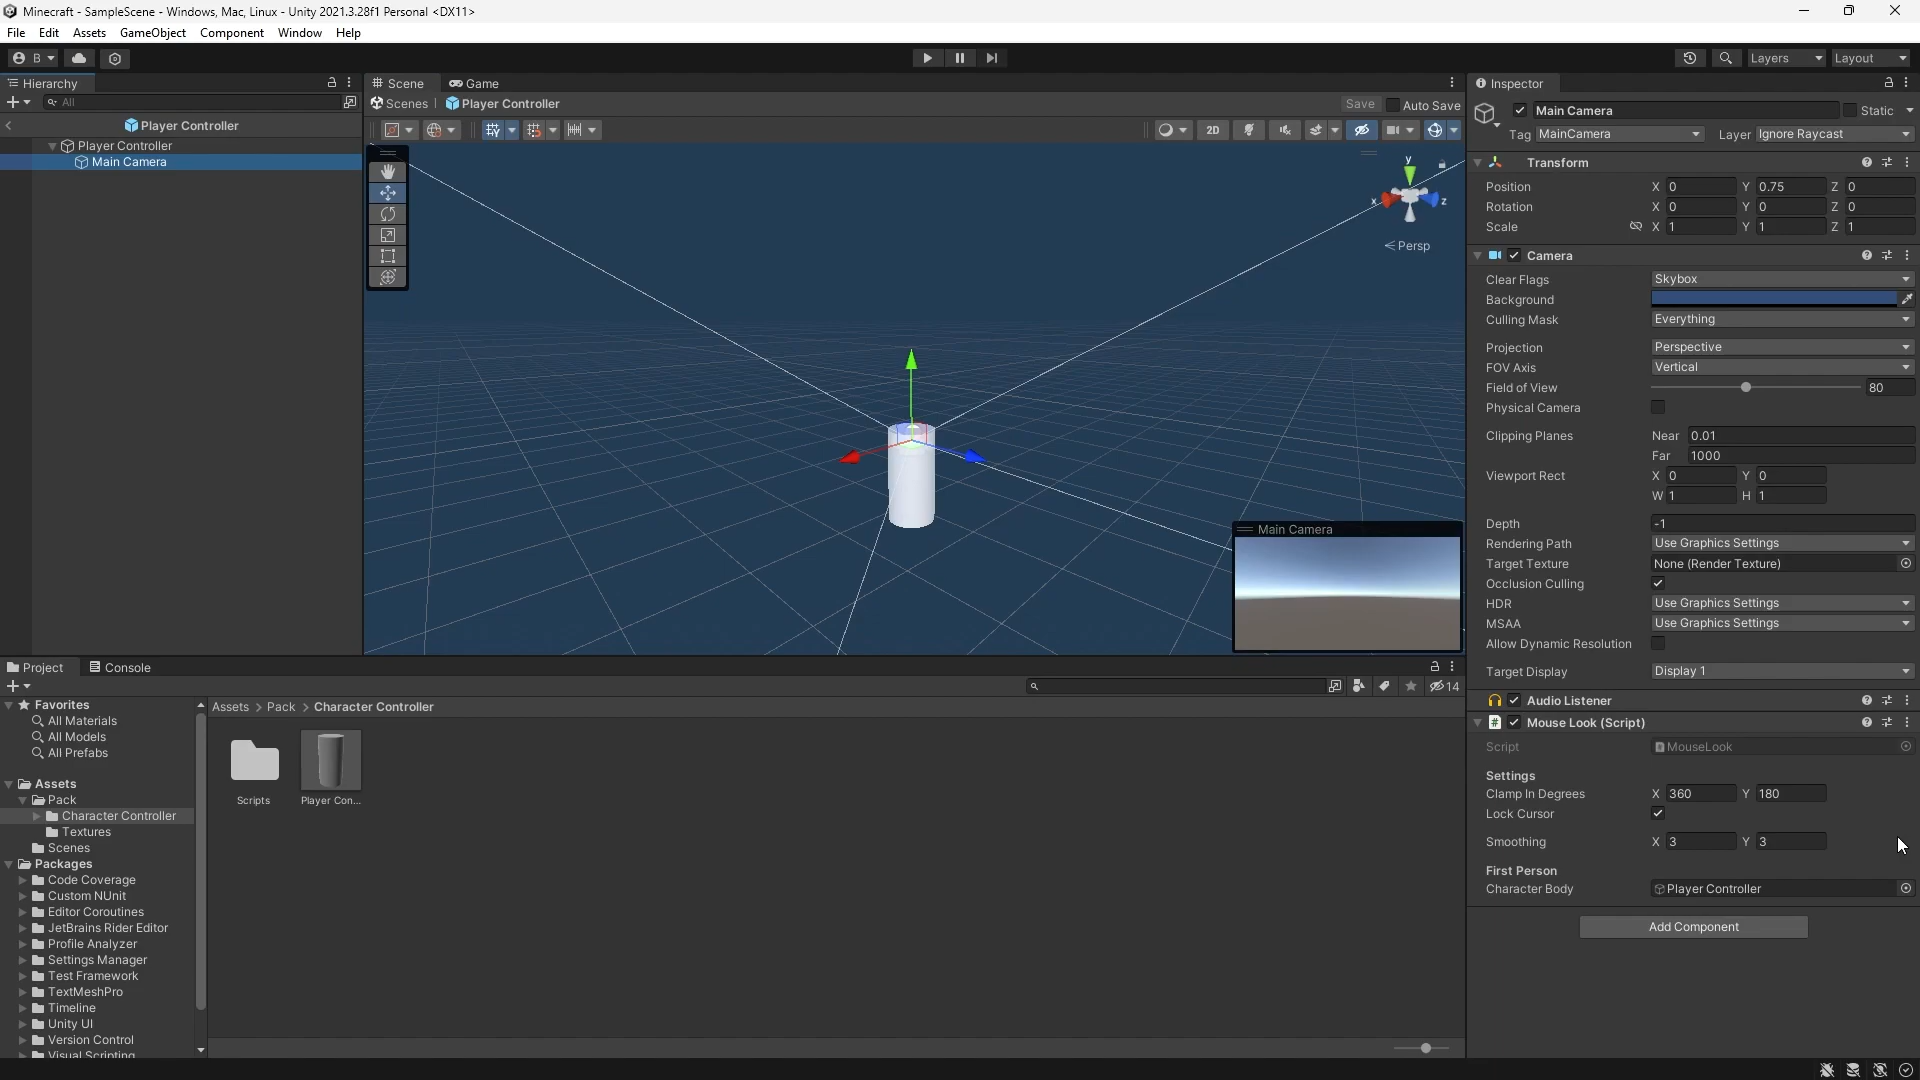 Minecraft - SampleScene - Windows, Mac, Linux - Unity 2021.3.28f1 Personal <DX11>
File Edit Assets GameObject Component Window Help
B Layers Layout
Hierarchy
All
Player Controller
Player Controller
Main Camera
Scene Game
Scenes Player Controller Save Auto Save
2D
y
x z
Persp
Main Camera
Inspector
Main Camera Static
Tag MainCamera Layer Ignore Raycast
Transform
Position X 0 Y 0.75 Z 0
Rotation X 0 Y 0 Z 0
Scale X 1 Y 1 Z 1
Camera
Clear Flags Skybox
Background
Culling Mask Everything
Projection Perspective
FOV Axis Vertical
Field of View 80
Physical Camera
Clipping Planes Near 0.01
Far 1000
Viewport Rect X 0 Y 0
W 1 H 1
Depth -1
Rendering Path Use Graphics Settings
Target Texture None (Render Texture)
Occlusion Culling
HDR Use Graphics Settings
MSAA Use Graphics Settings
Allow Dynamic Resolution
Target Display Display 1
Audio Listener
# Mouse Look (Script)
Script MouseLook
Settings
Clamp In Degrees X 360 Y 180
Lock Cursor
Smoothing X 3 Y 3
First Person
Character Body Player Controller
Add Component
Project Console
14
Favorites
All Materials
All Models
All Prefabs
Assets
Pack
Character Controller
Textures
Scenes
Packages
Code Coverage
Custom NUnit
Editor Coroutines
JetBrains Rider Editor
Profile Analyzer
Settings Manager
Test Framework
TextMeshPro
Timeline
Unity UI
Version Control
Visual Scripting
Assets > Pack > Character Controller
Scripts Player Con...